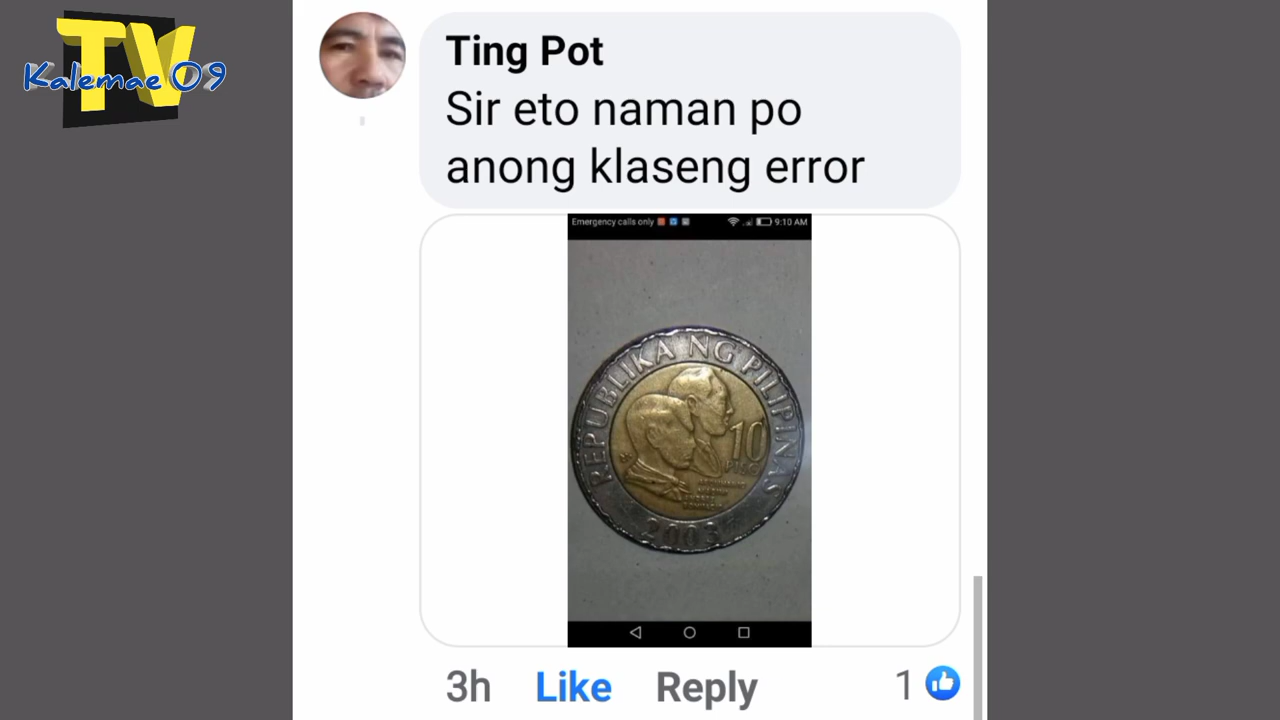 TV
Kalemae 09
Ting Pot
Sir eto naman po
anong klaseng error
Emergency calls only
9:10 AM
REPUBLIKA NG PILIPINAS
10
PISO
2003
3h Like Reply 1